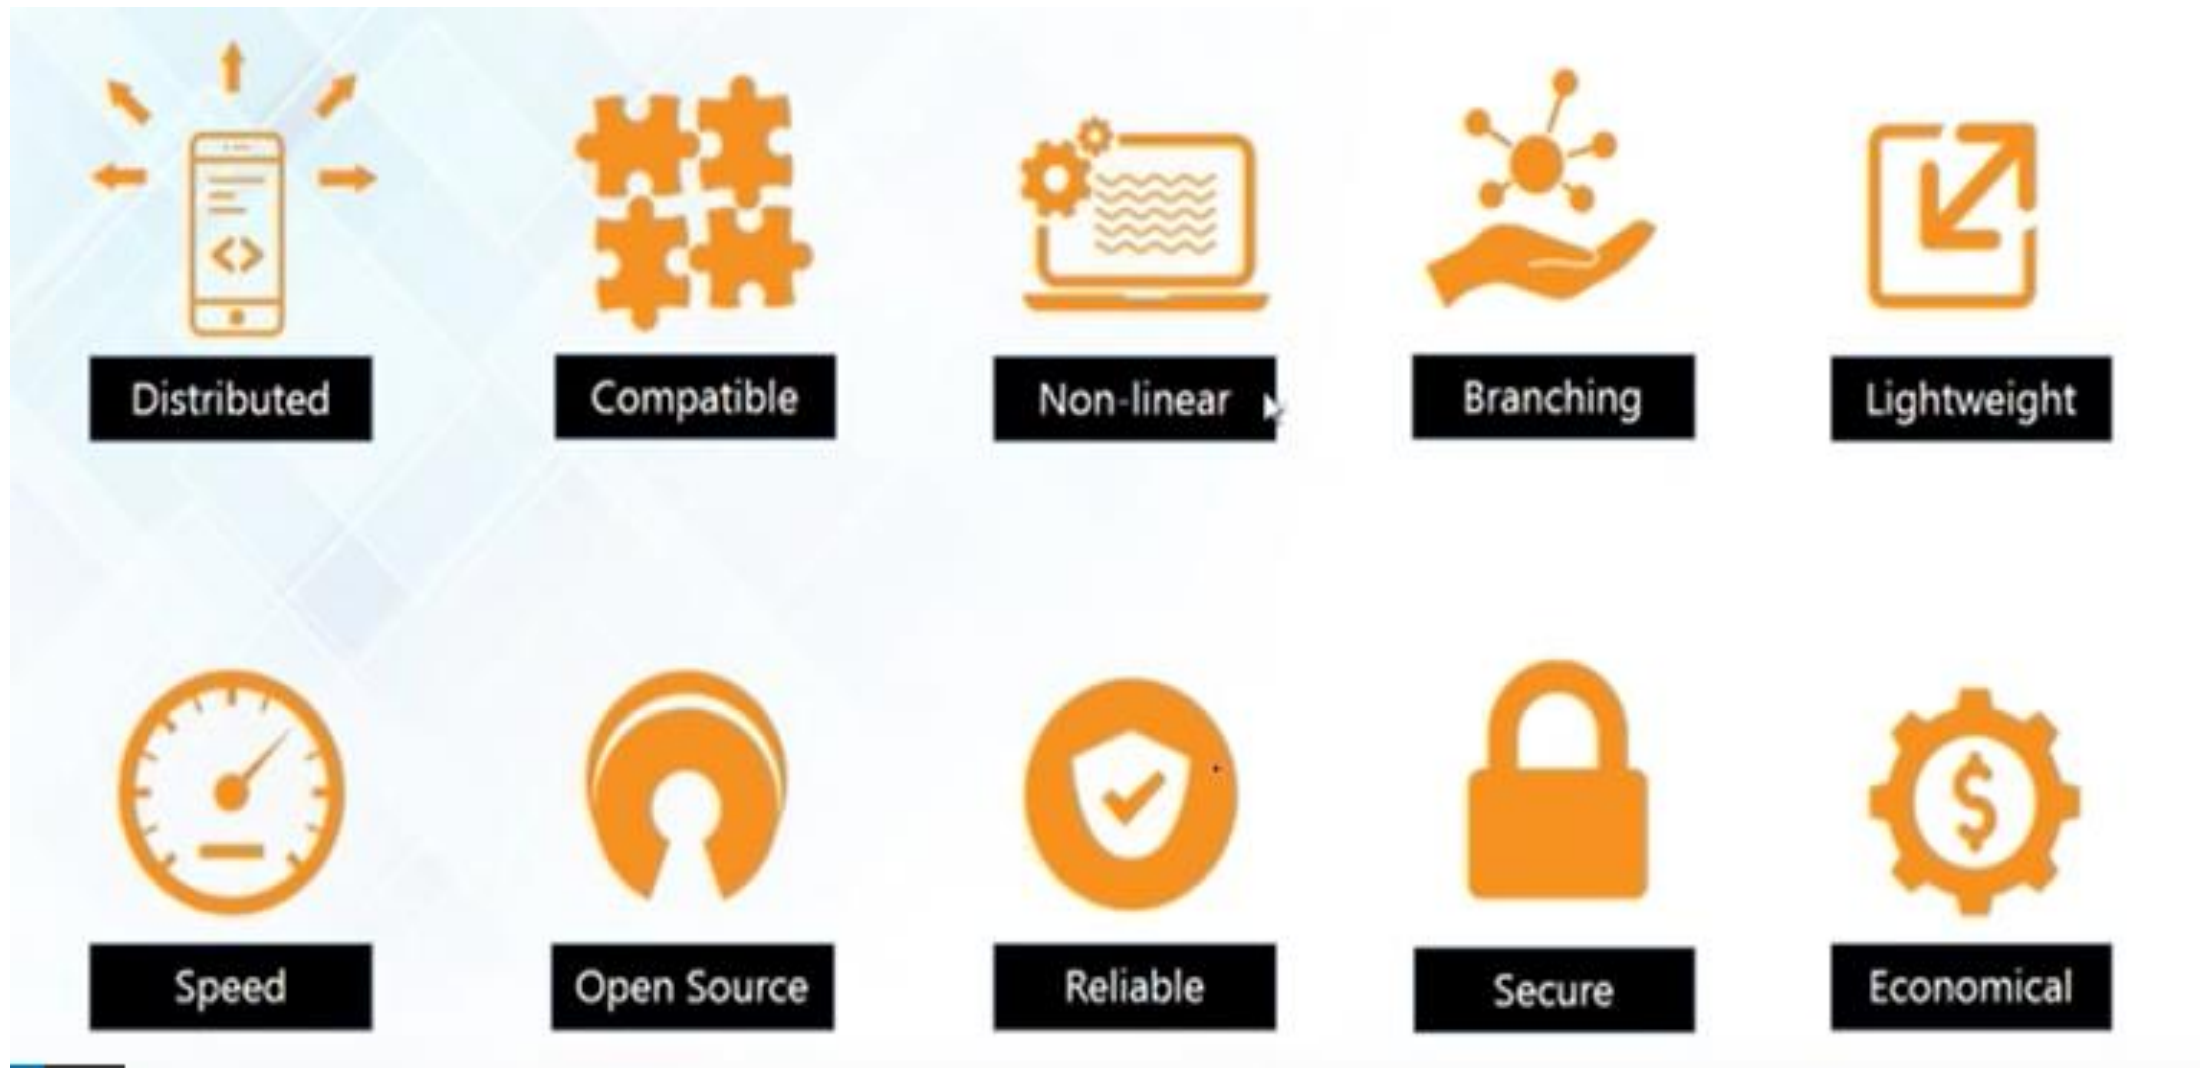 Distributed
Compatible
Non-linear
Branching
Lightweight
Speed
Open Source
Reliable
Secure
Economical